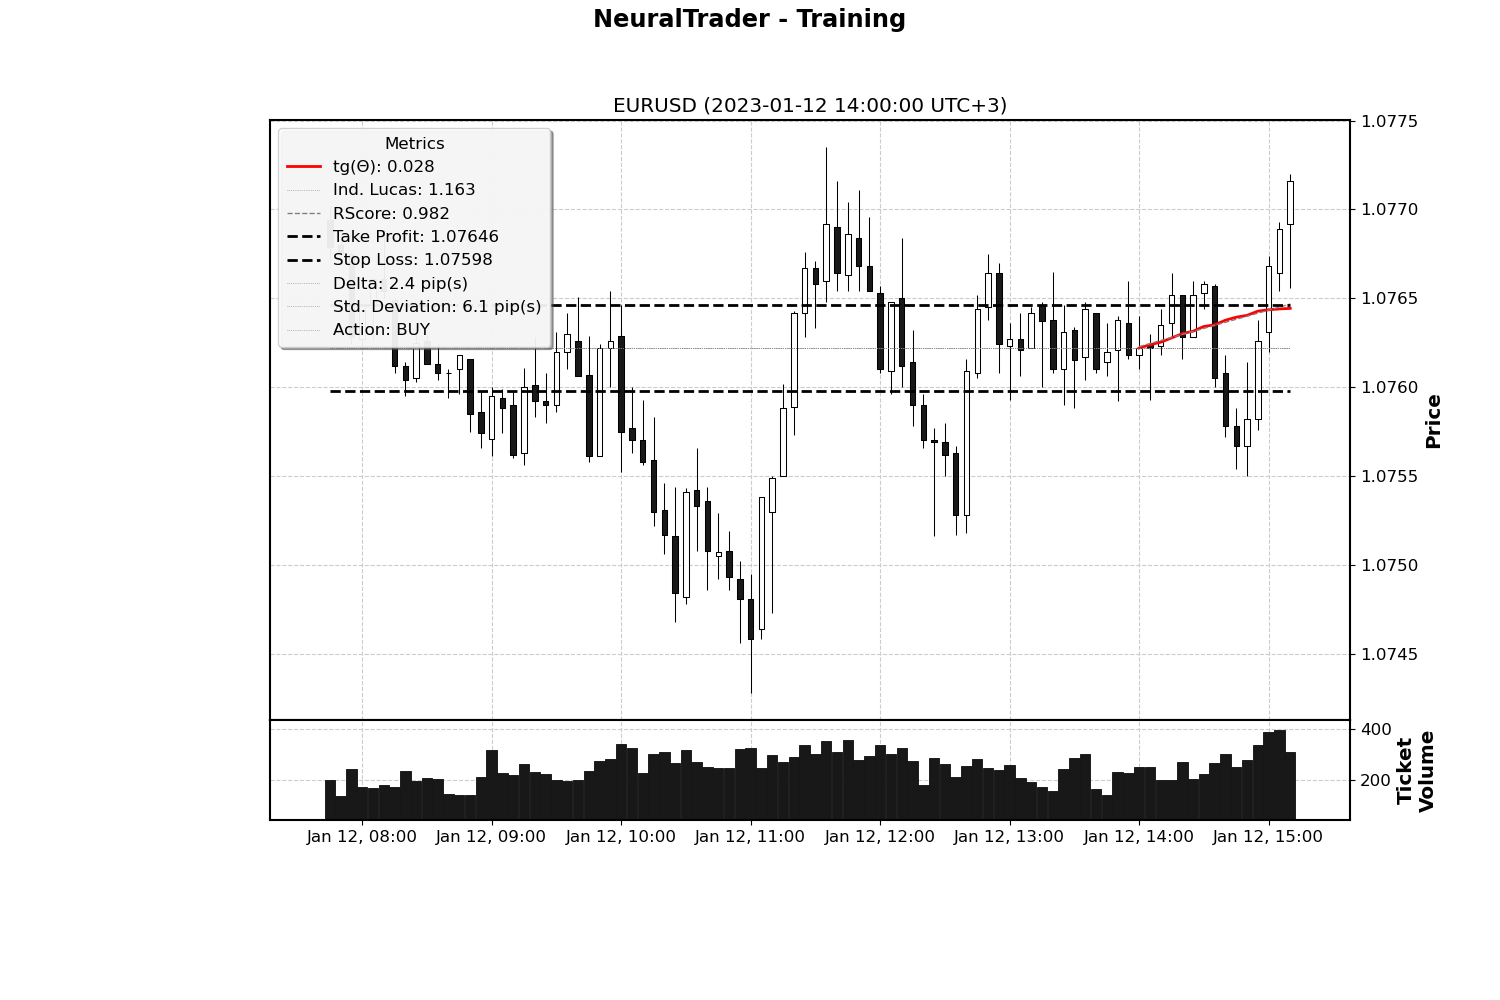 NeuralTrader - Training
EURUSD (2023-01-12 14:00:00 UTC+3)
Metrics
tg(Θ): 0.028
Ind. Lucas: 1.163
RScore: 0.982
Take Profit: 1.07646
Stop Loss: 1.07598
Delta: 2.4 pip(s)
Std. Deviation: 6.1 pip(s)
Action: BUY
1.0775
1.0770
1.0765
1.0760
1.0755
1.0750
1.0745
Price
400
200
Ticket
Volume
Jan 12, 08:00
Jan 12, 09:00
Jan 12, 10:00
Jan 12, 11:00
Jan 12, 12:00
Jan 12, 13:00
Jan 12, 14:00
Jan 12, 15:00